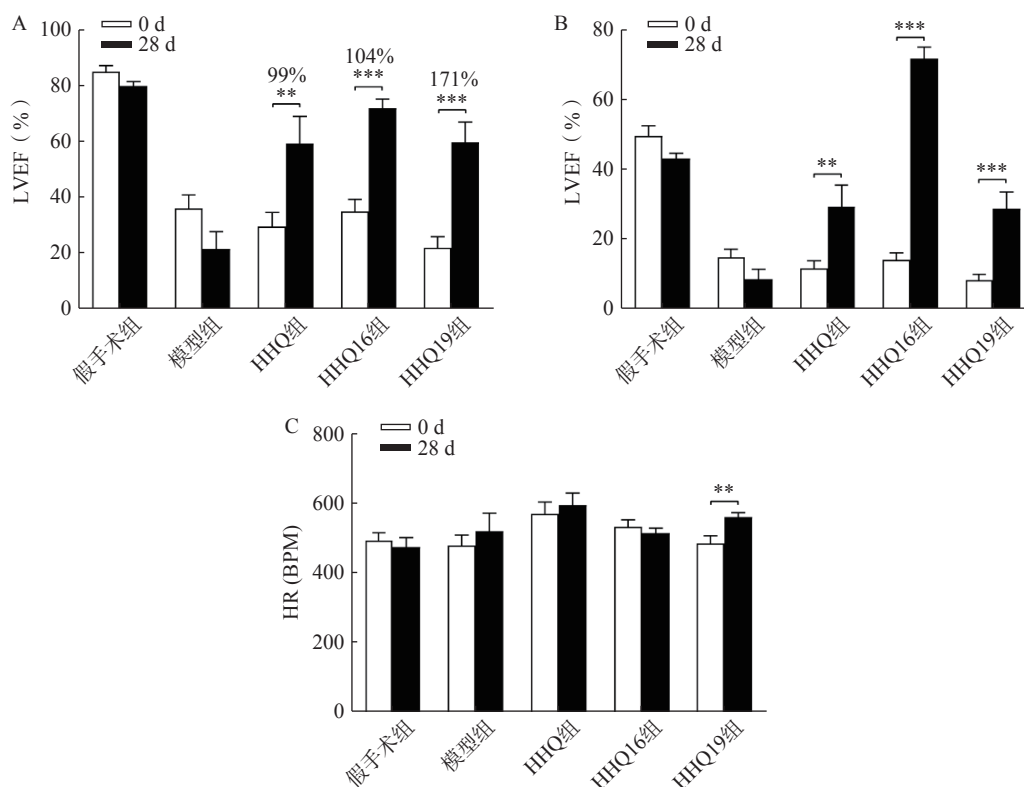 A
0 d
28 d
LVEF（%）
100
80
60
40
20
0
99%
**
104%
***
171%
***
假手术组
模型组
HHQ组
HHQ16组
HHQ19组
B
0 d
28 d
LVEF（%）
80
60
40
20
0
**
***
***
假手术组
模型组
HHQ组
HHQ16组
HHQ19组
C
0 d
28 d
HR (BPM)
800
600
400
200
0
**
假手术组
模型组
HHQ组
HHQ16组
HHQ19组